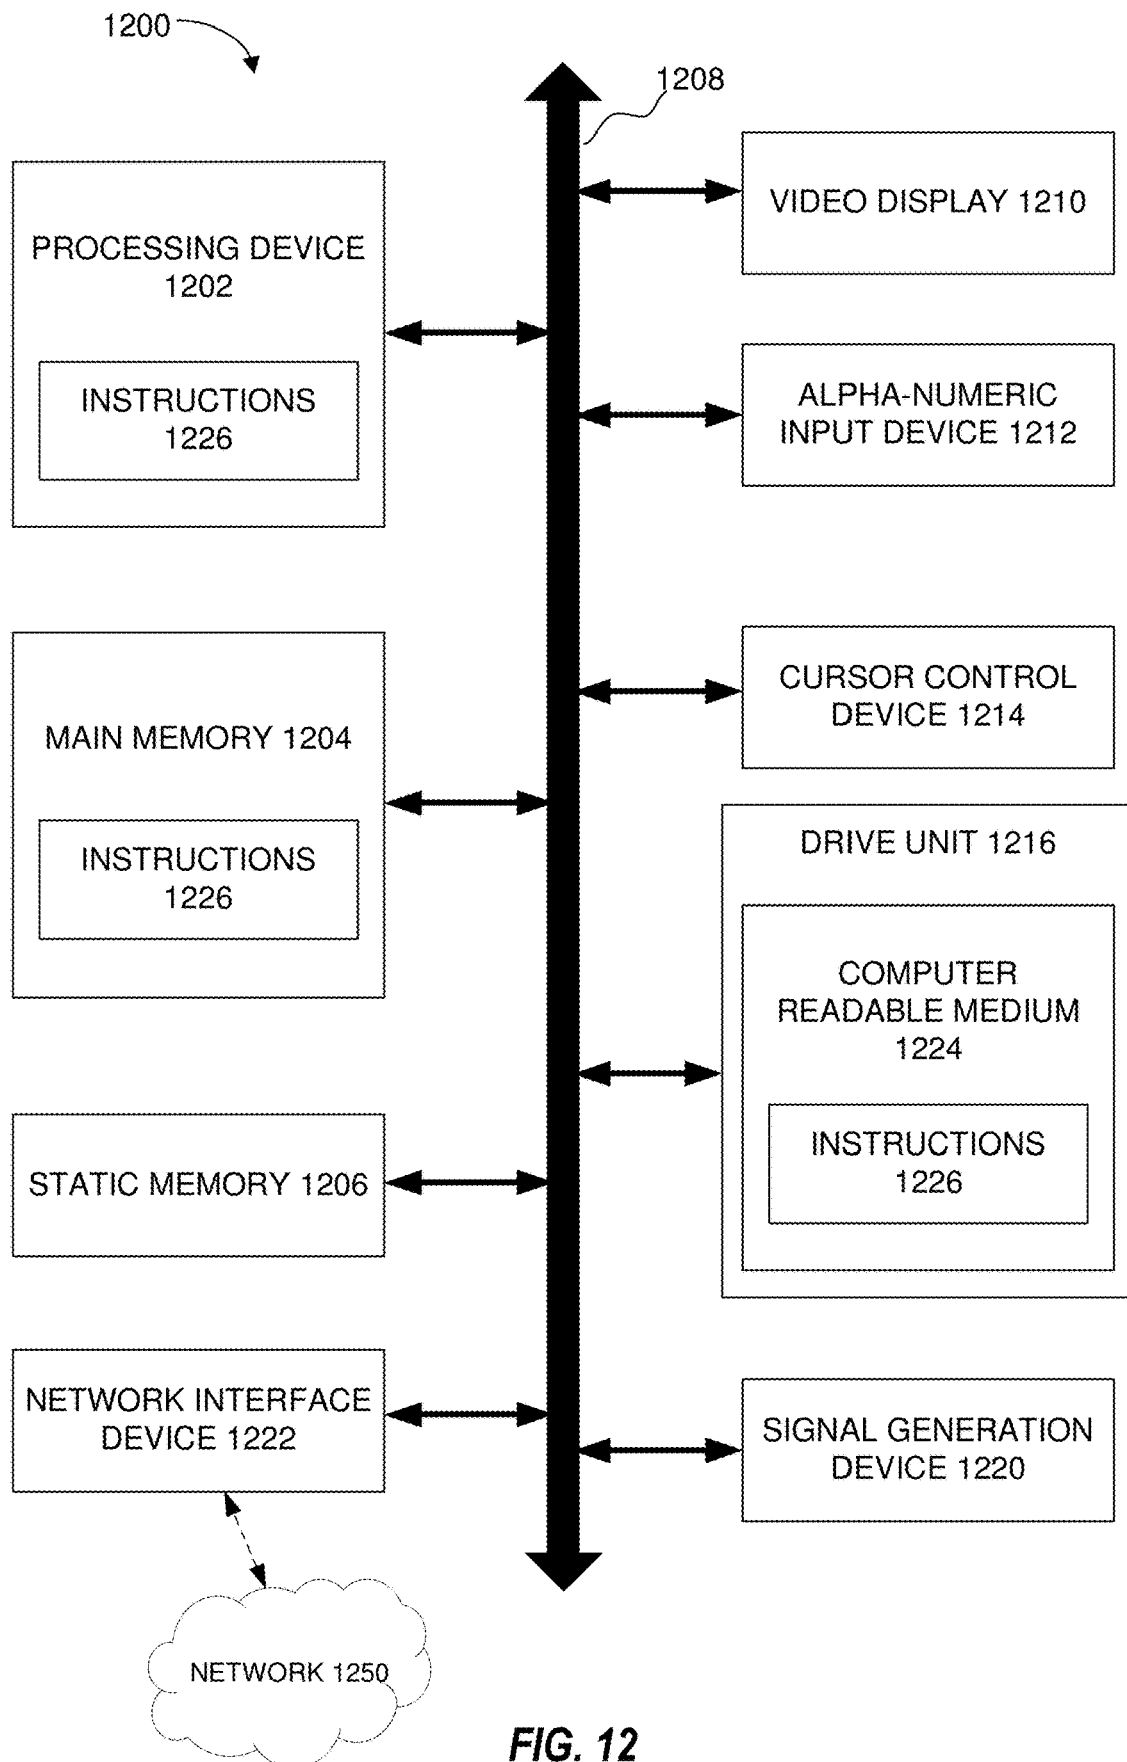 1200
1208
PROCESSING DEVICE
1202
INSTRUCTIONS
1226
MAIN MEMORY 1204
INSTRUCTIONS
1226
STATIC MEMORY 1206
NETWORK INTERFACE
DEVICE 1222
NETWORK 1250
VIDEO DISPLAY 1210
ALPHA-NUMERIC
INPUT DEVICE 1212
CURSOR CONTROL
DEVICE 1214
DRIVE UNIT 1216
COMPUTER
READABLE MEDIUM
1224
INSTRUCTIONS
1226
SIGNAL GENERATION
DEVICE 1220
FIG. 12